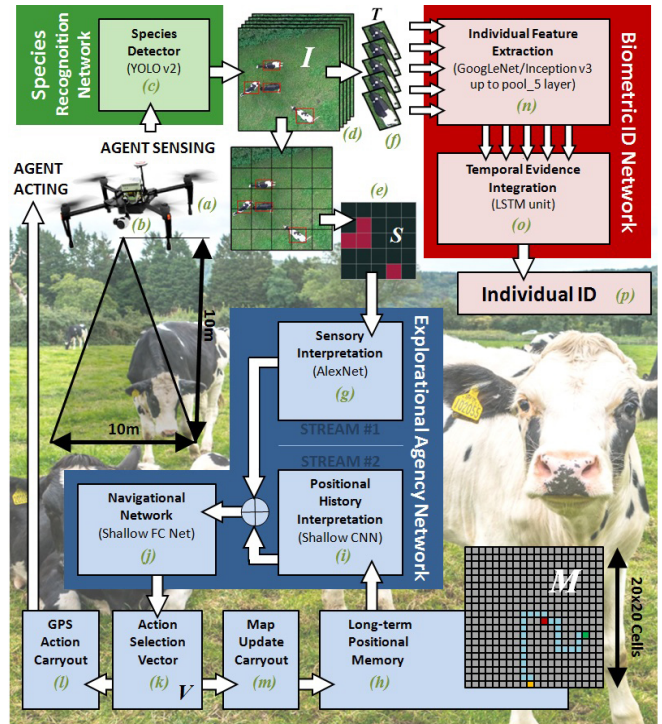 Species
Recognoition
Network
Species
Detector
(YOLO v2)
(c)
I
(d)
T
(f)
Individual Feature
Extraction
(GoogLeNet/Inception v3
up to pool_5 layer)
(n)
Biometric ID Network
AGENT SENSING
AGENT
ACTING
(a)
(b)
(e)
S
Temporal Evidence
Integration
(LSTM unit)
(o)
Individual ID (p)
10m
10m
Sensory
Interpretation
(AlexNet)
(g)
STREAM #1
STREAM #2
Explorational Agency Network
Navigational
Network
(Shallow FC Net)
(j)
Positional
History
Interpretation
(Shallow CNN)
(i)
M
20x20 Cells
GPS
Action
Carryout
(l)
Action
Selection
Vector
(k)
V
Map
Update
Carryout
(m)
Long-term
Positional
Memory
(h)